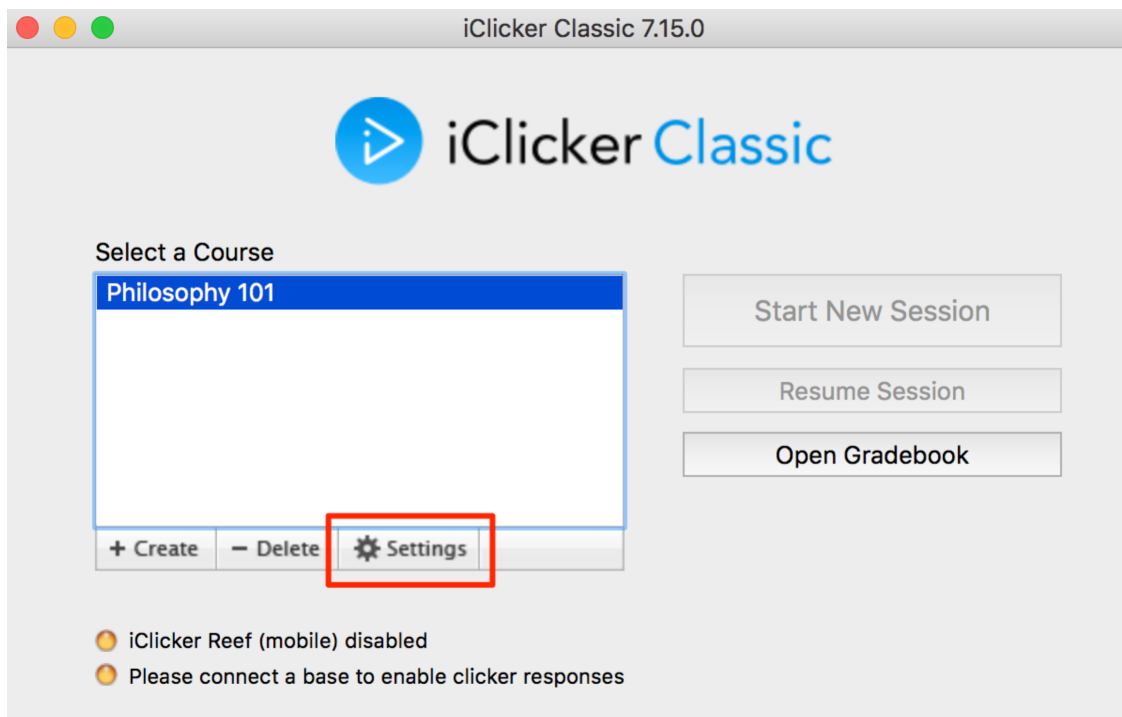 iClicker Classic 7.15.0
iClicker Classic
Select a Course
Philosophy 101
Start New Session
Resume Session
Open Gradebook
+ Create − Delete Settings
iClicker Reef (mobile) disabled
Please connect a base to enable clicker responses